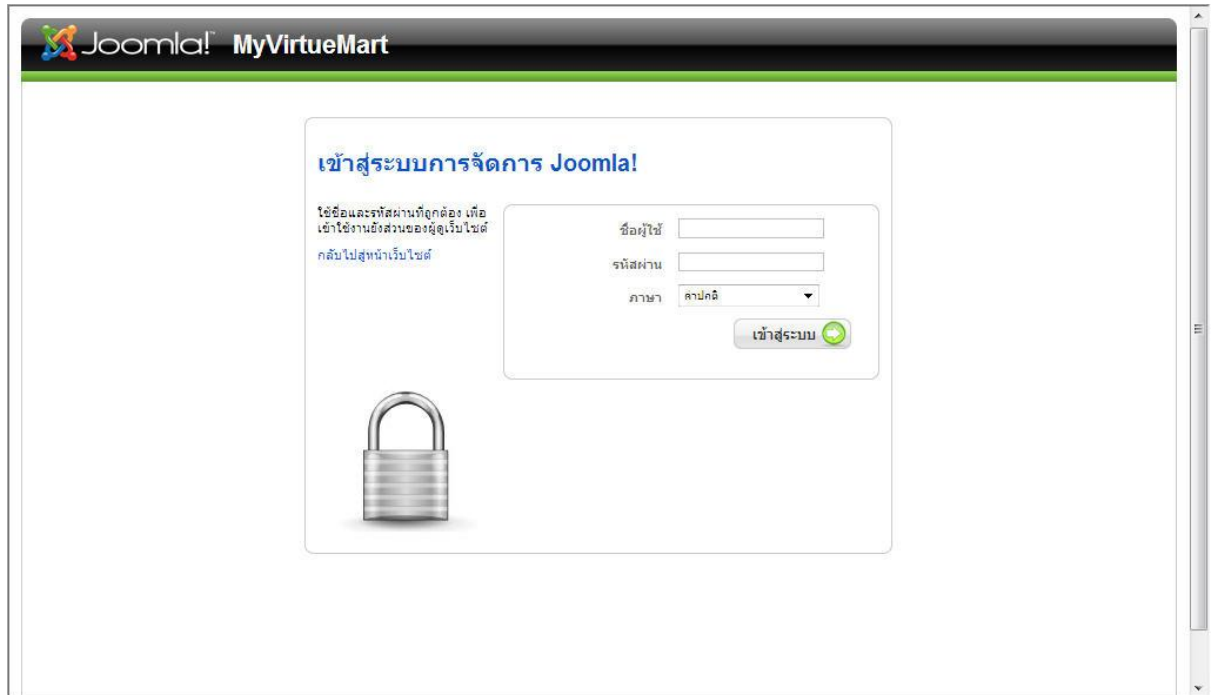 Joomla!™ MyVirtueMart
เข้าสู่ระบบการจัดการ Joomla!
ใช้ชื่อและรหัสผ่านที่ถูกต้อง เพื่อ
เข้าใช้งานยังส่วนของผู้ดูเว็บไซต์
กลับไปสู่หน้าเว็บไซต์
ชื่อผู้ใช้
รหัสผ่าน
ภาษา ค่าปกติ
เข้าสู่ระบบ